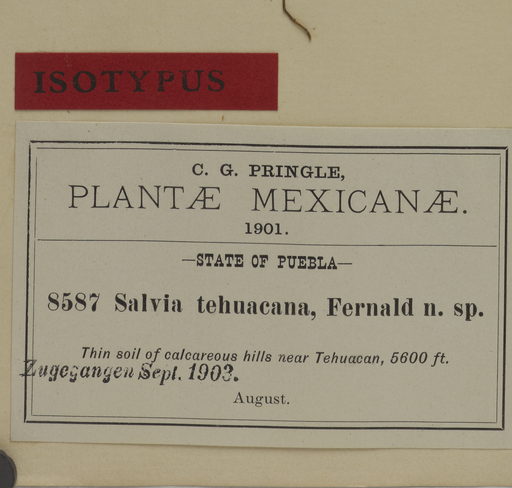 ISOTYPUS
C. G. PRINGLE,
PLANTÆ MEXICANÆ.
1901.
—STATE OF PUEBLA—
8587 Salvia tehuacana, Fernald n. sp.
Thin soil of calcareous hills near Tehuacan, 5600 ft.
Zugegangen Sept. 1903.
August.